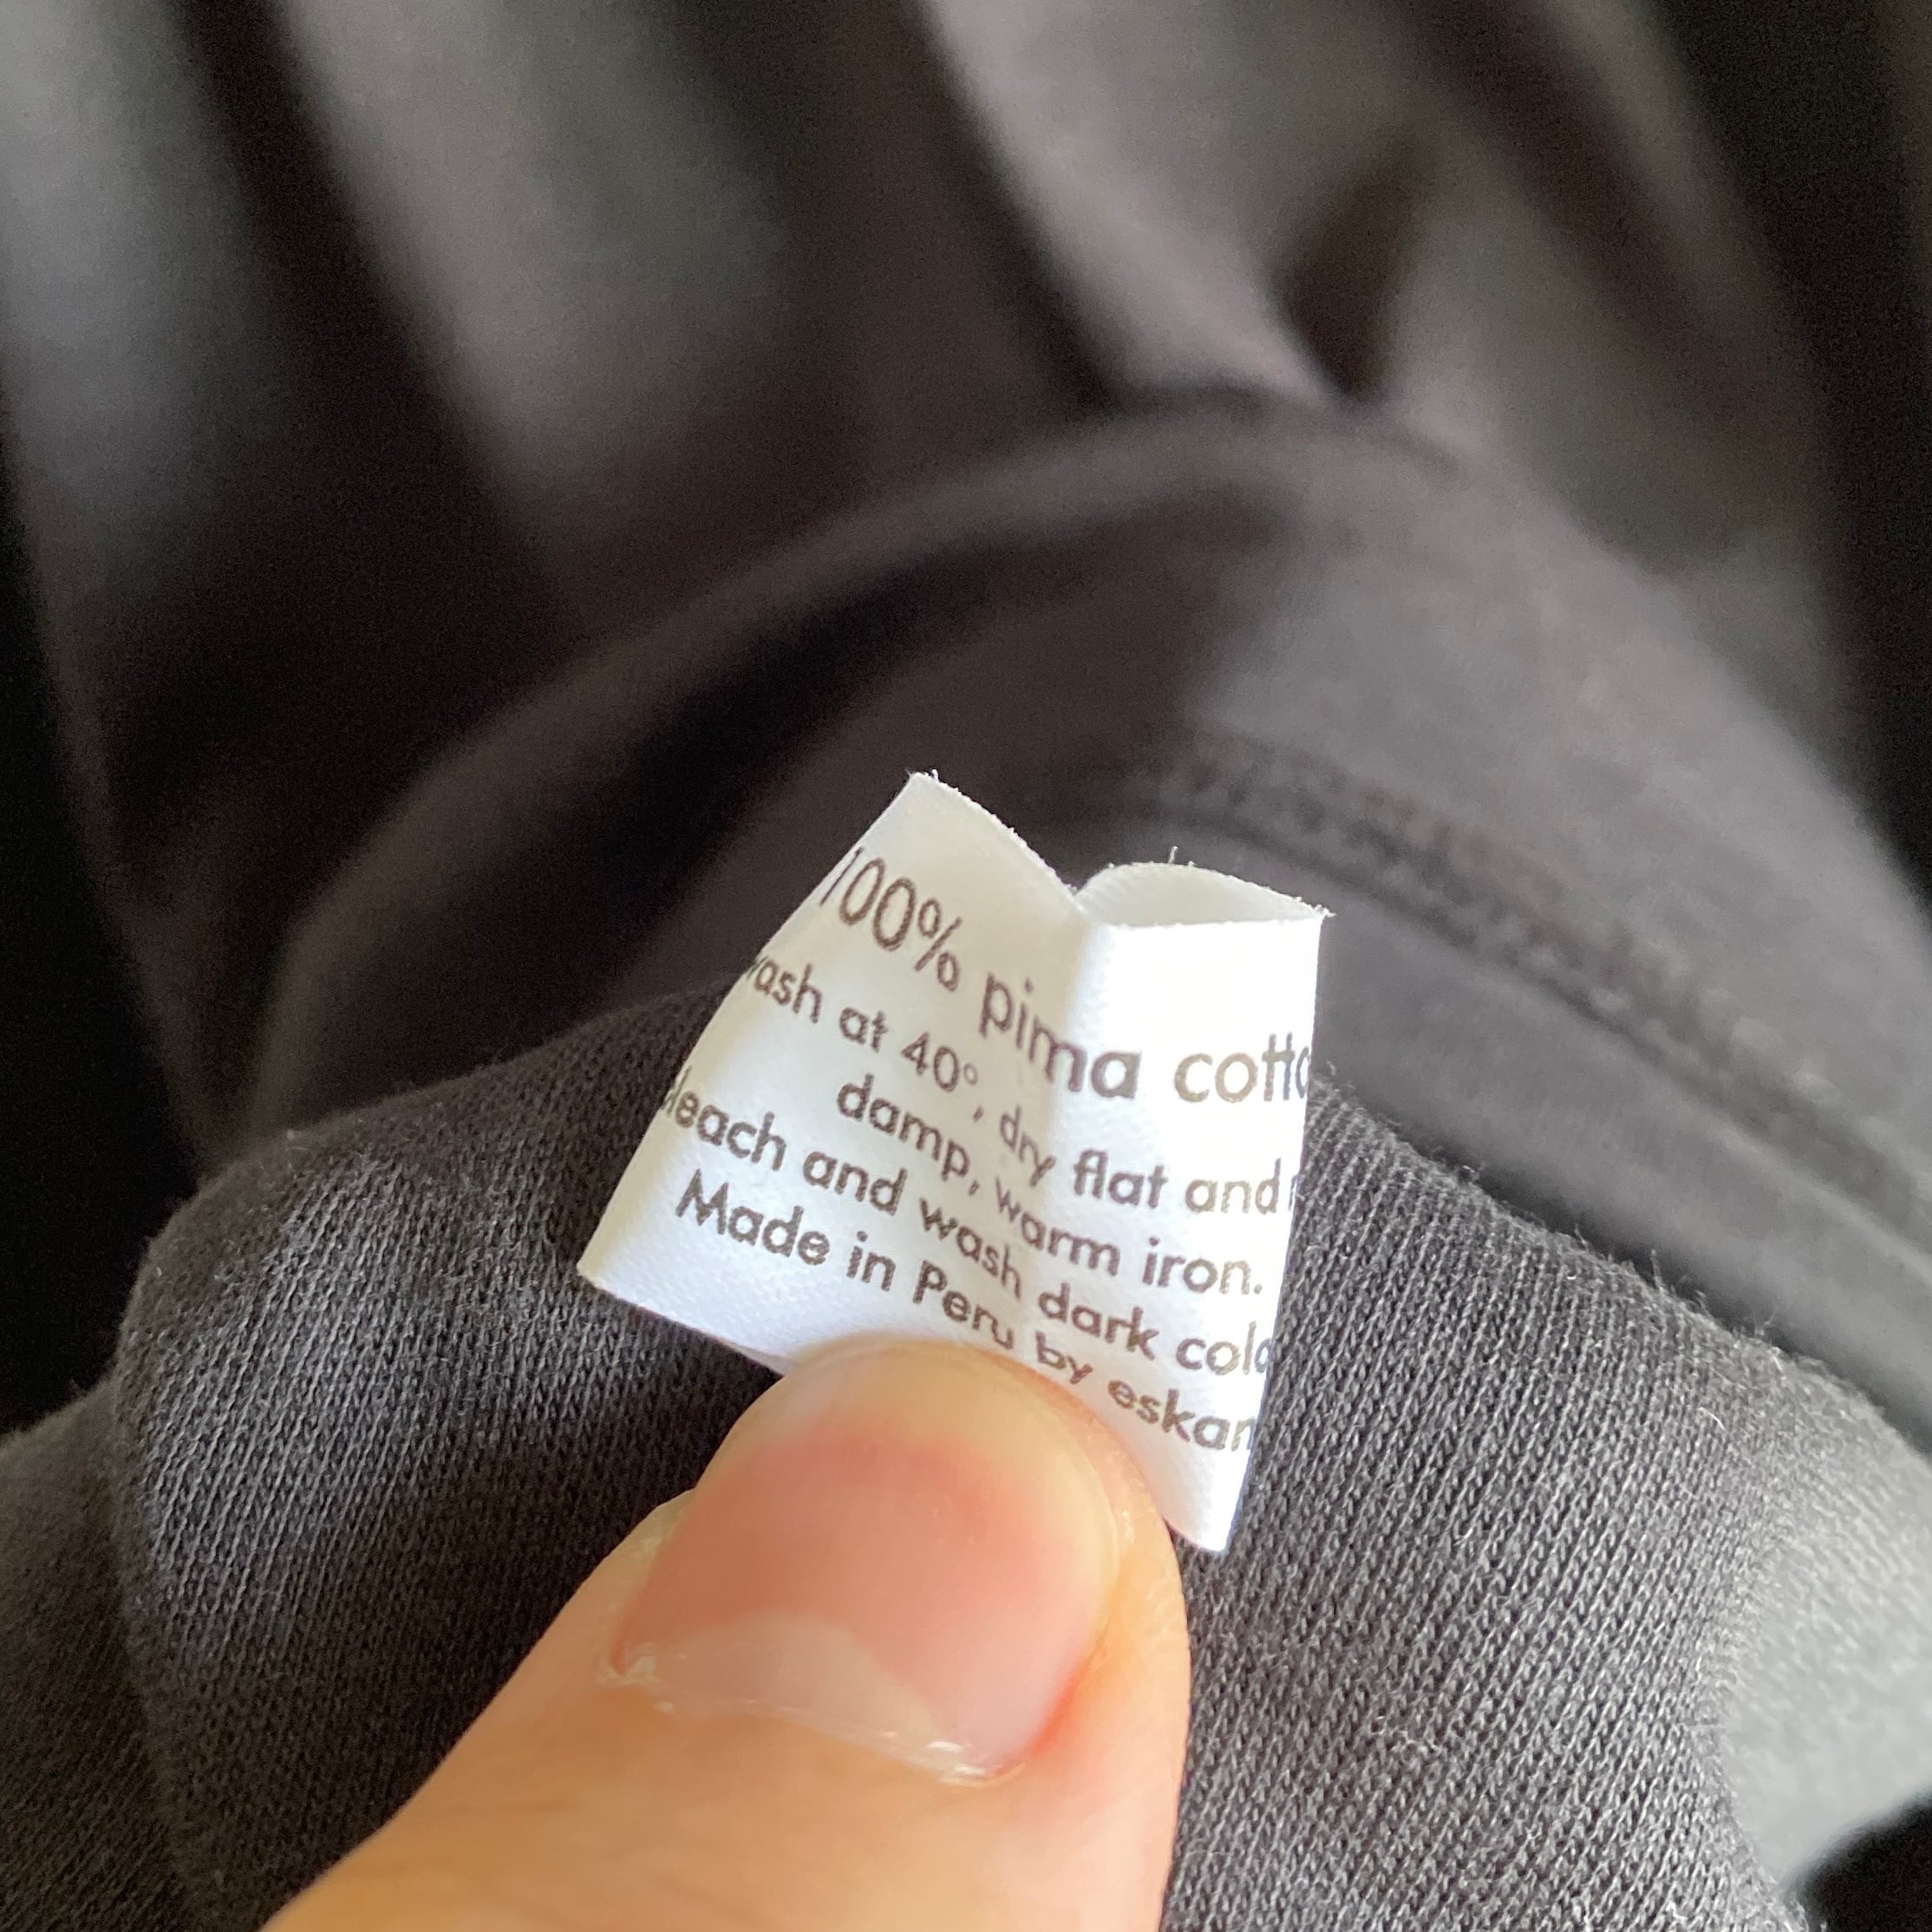 100% pima cotto
wash at 40°, dry flat and
damp, warm iron.
leach and wash dark colo
Made in Peru by eskan